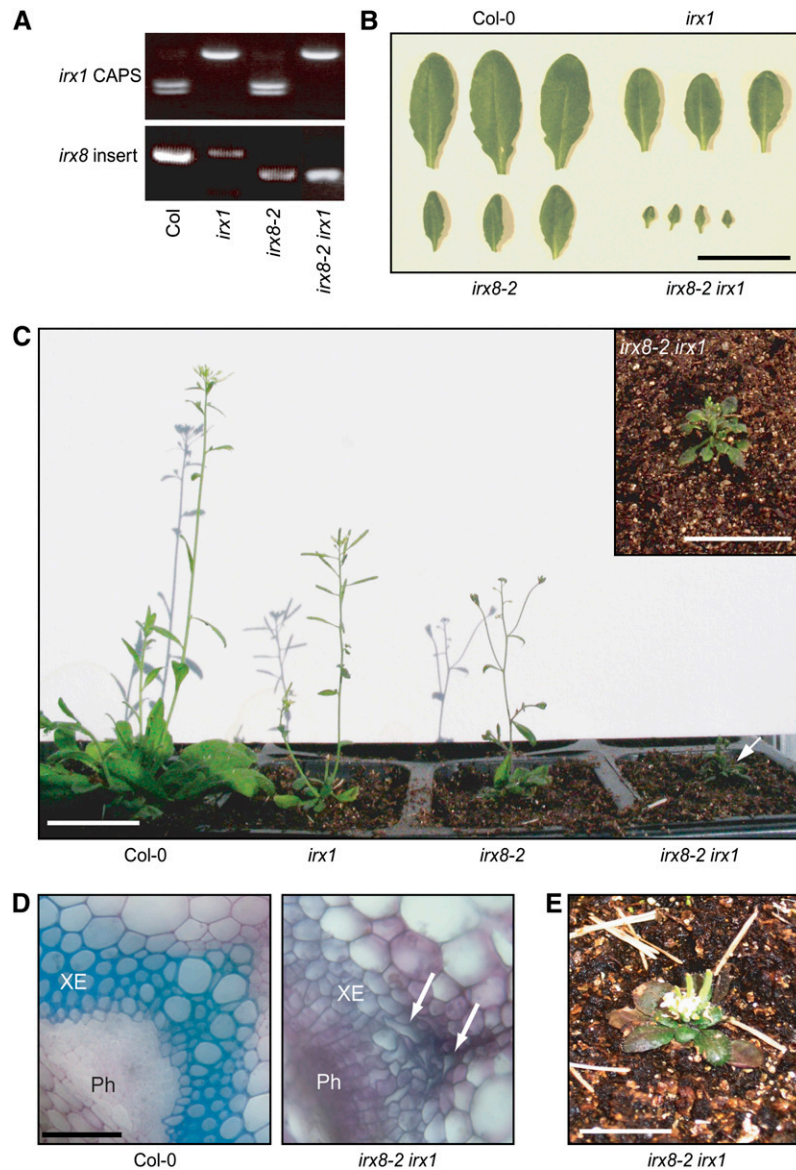 A
irx1 CAPS
irx8 insert
Col
irx1
irx8-2
irx8-2 irx1
B
Col-0
irx1
irx8-2
irx8-2 irx1
C
irx8-2 irx1
Col-0
irx1
irx8-2
irx8-2 irx1
D
XE
Ph
Col-0
XE
Ph
irx8-2 irx1
E
irx8-2 irx1